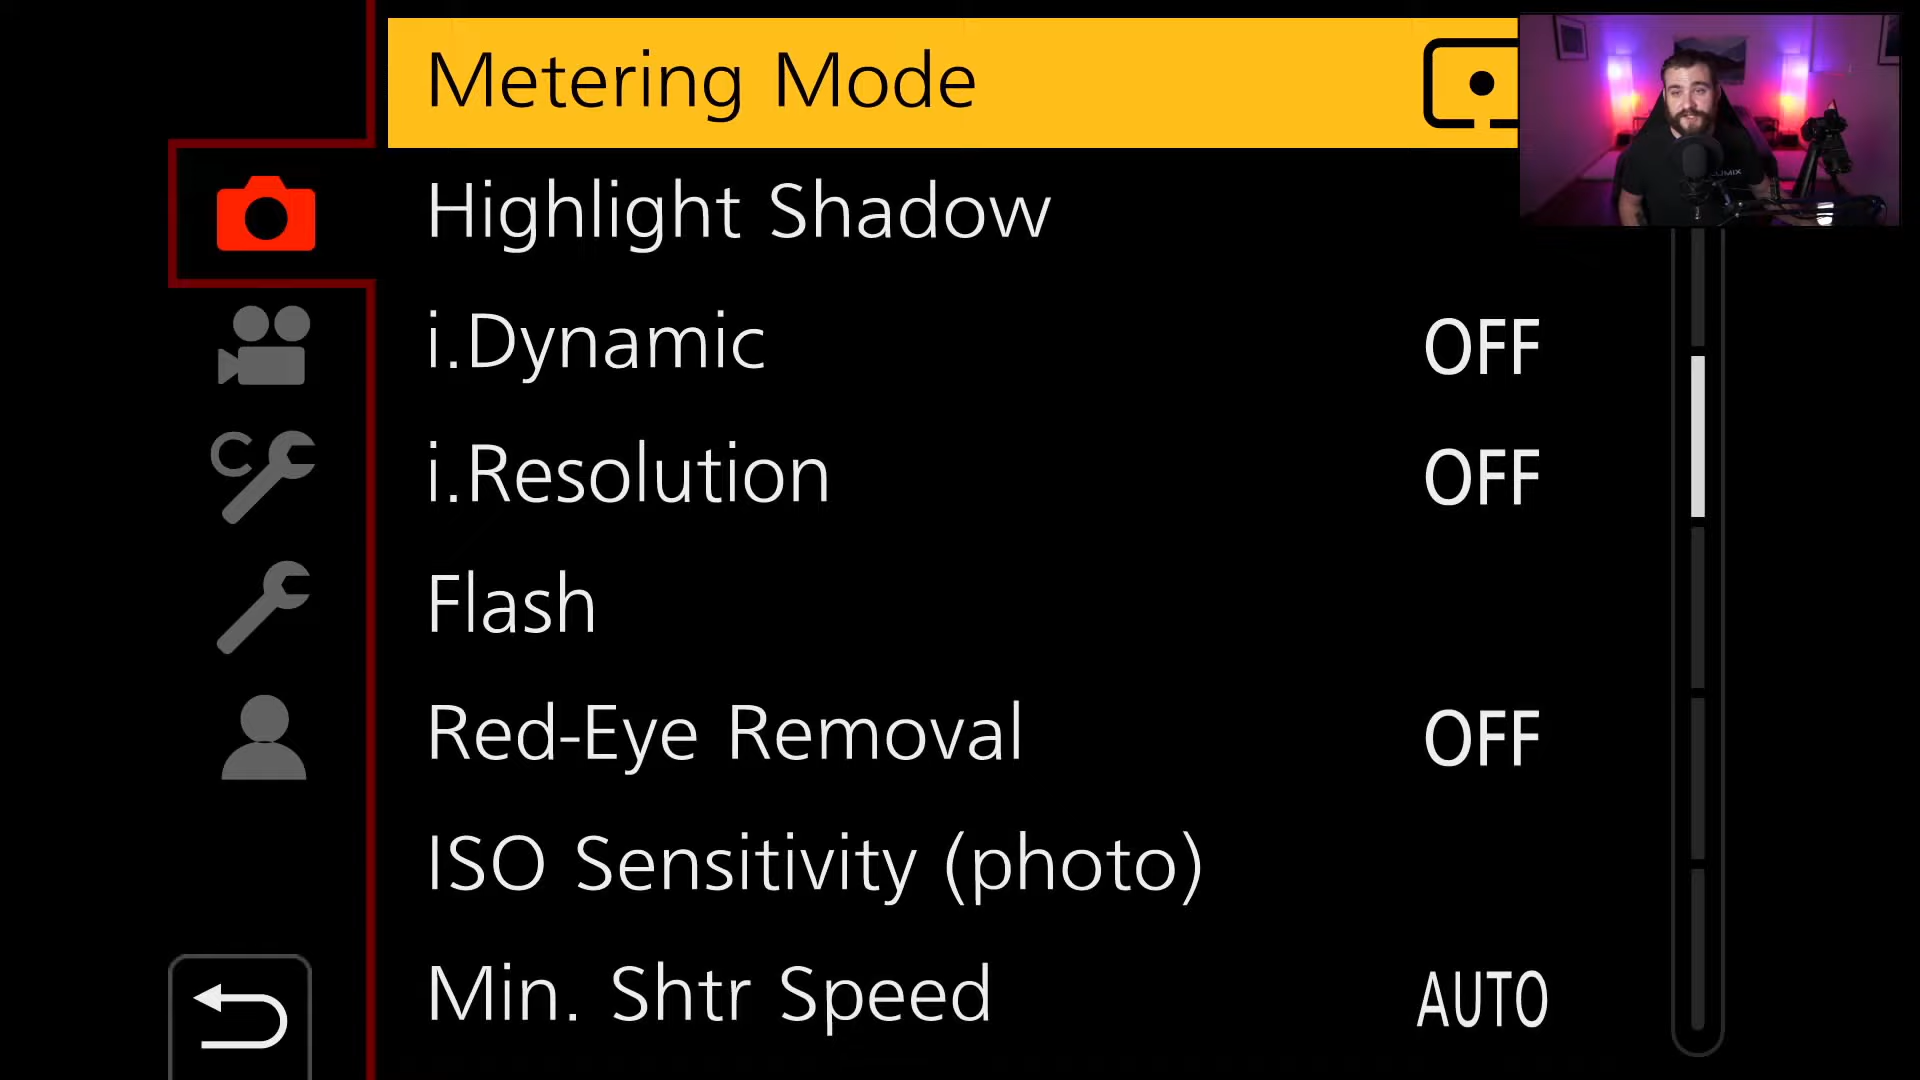 Metering Mode
Highlight Shadow
i.Dynamic OFF
i.Resolution OFF
Flash
Red-Eye Removal OFF
ISO Sensitivity (photo)
Min. Shtr Speed AUTO
C
LUMIX